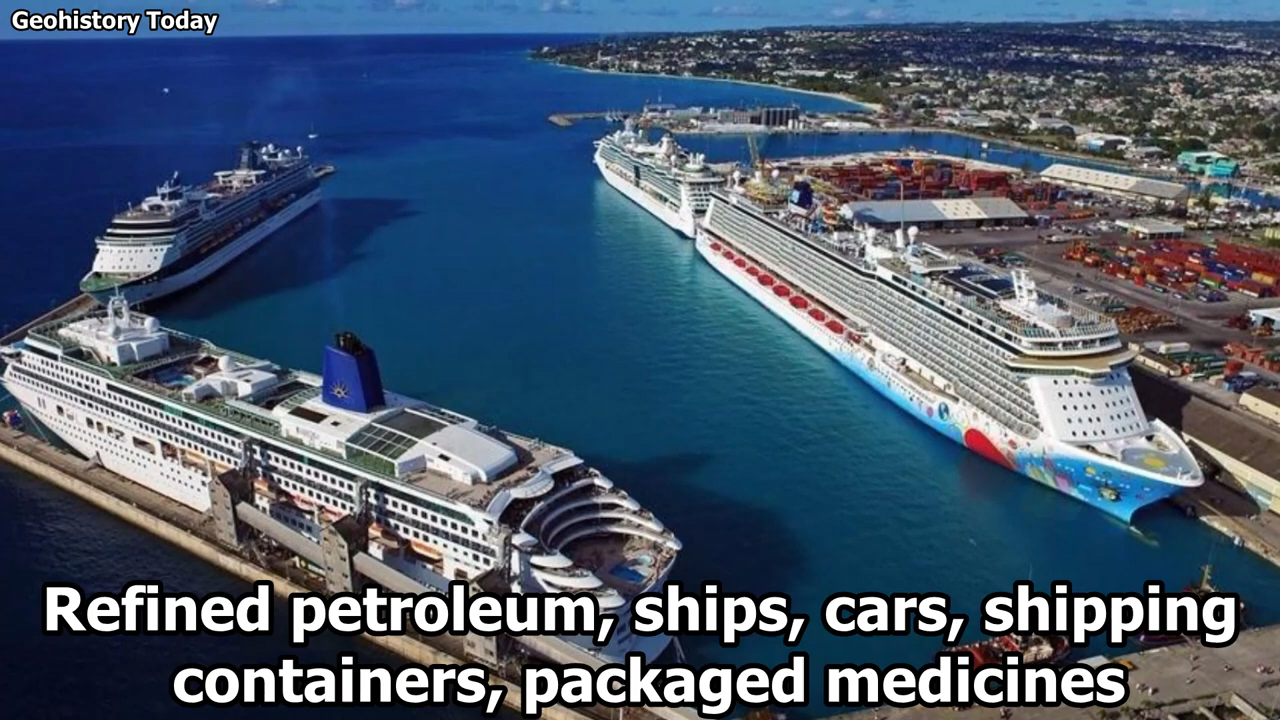 Geohistory Today
Refined petroleum, ships, cars, shipping
containers, packaged medicines